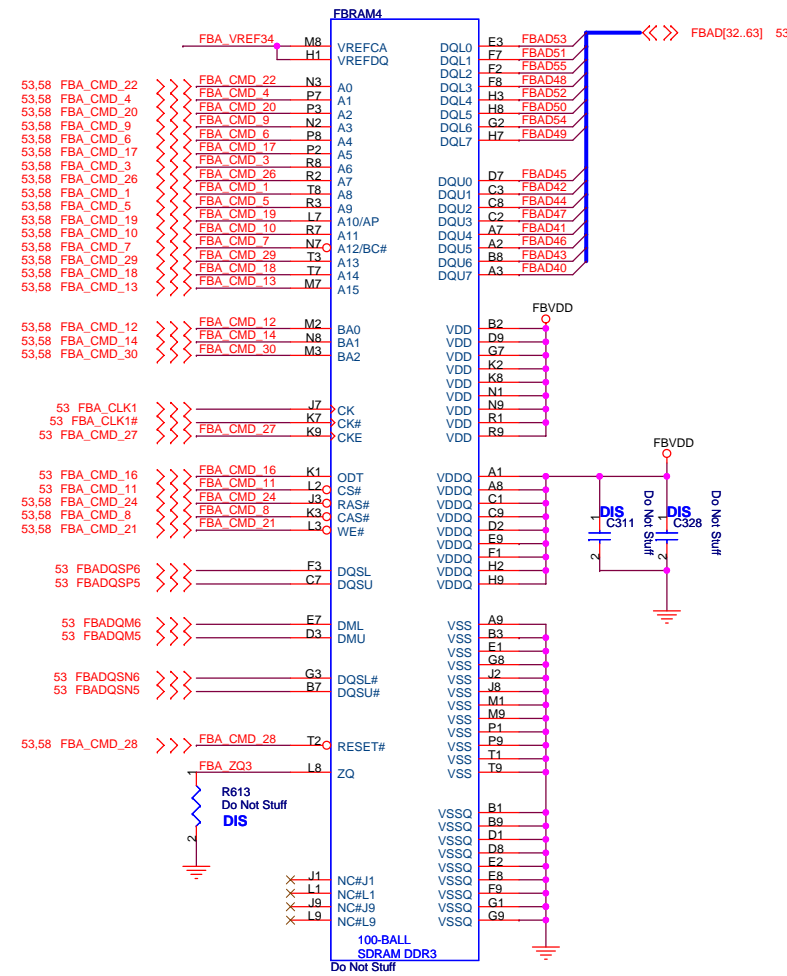 FBRAM4
FBA_VREF34 M8 VREFCA DQL0 E3 FBAD53 FBAD[32..63] 53
H1 VREFDQ DQL1 F7 FBAD51
DQL2 F2 FBAD55
53,58 FBA_CMD_22 FBA_CMD_22 N3 A0 DQL3 F8 FBAD48
53,58 FBA_CMD_4 FBA_CMD_4 P7 A1 DQL4 H3 FBAD52
53,58 FBA_CMD_20 FBA_CMD_20 P3 A2 DQL5 H8 FBAD50
53,58 FBA_CMD_9 FBA_CMD_9 N2 A3 DQL6 G2 FBAD54
53,58 FBA_CMD_6 FBA_CMD_6 P8 A4 DQL7 H7 FBAD49
53,58 FBA_CMD_17 FBA_CMD_17 P2 A5
53,58 FBA_CMD_3 FBA_CMD_3 R8 A6
53,58 FBA_CMD_26 FBA_CMD_26 R2 A7 DQU0 D7 FBAD45
53,58 FBA_CMD_1 FBA_CMD_1 T8 A8 DQU1 C3 FBAD42
53,58 FBA_CMD_5 FBA_CMD_5 R3 A9 DQU2 C8 FBAD44
53,58 FBA_CMD_19 FBA_CMD_19 L7 A10/AP DQU3 C2 FBAD47
53,58 FBA_CMD_10 FBA_CMD_10 R7 A11 DQU4 A7 FBAD41
53,58 FBA_CMD_7 FBA_CMD_7 N7 A12/BC# DQU5 A2 FBAD46
53,58 FBA_CMD_29 FBA_CMD_29 T3 A13 DQU6 B8 FBAD43
53,58 FBA_CMD_18 FBA_CMD_18 T7 A14 DQU7 A3 FBAD40
53,58 FBA_CMD_13 FBA_CMD_13 M7 A15
FBVDD
53,58 FBA_CMD_12 FBA_CMD_12 M2 BA0 VDD B2
53,58 FBA_CMD_14 FBA_CMD_14 N8 BA1 VDD D9
53,58 FBA_CMD_30 FBA_CMD_30 M3 BA2 VDD G7
VDD K2
VDD K8
VDD N1
53 FBA_CLK1 J7 CK VDD N9
53 FBA_CLK1# K7 CK# VDD R1
53 FBA_CMD_27 FBA_CMD_27 K9 CKE VDD R9
FBVDD
53 FBA_CMD_16 FBA_CMD_16 K1 ODT VDDQ A1
53 FBA_CMD_11 FBA_CMD_11 L2 CS# VDDQ A8
53,58 FBA_CMD_24 FBA_CMD_24 J3 RAS# VDDQ C1
53,58 FBA_CMD_8 FBA_CMD_8 K3 CAS# VDDQ C9
53,58 FBA_CMD_21 FBA_CMD_21 L3 WE# VDDQ D2
VDDQ E9
VDDQ F1
53 FBADQSP6 F3 DQSL VDDQ H2
53 FBADQSP5 C7 DQSU VDDQ H9
1 DIS C311 2 Do Not Stuff
1 DIS C328 2 Do Not Stuff
53 FBADQM6 E7 DML VSS A9
53 FBADQM5 D3 DMU VSS B3
VSS E1
VSS G8
53 FBADQSN6 G3 DQSL# VSS J2
53 FBADQSN5 B7 DQSU# VSS J8
VSS M1
VSS M9
VSS P1
53,58 FBA_CMD_28 FBA_CMD_28 T2 RESET# VSS P9
VSS T1
FBA_ZQ3 L8 ZQ VSS T9
1 R613
Do Not Stuff
DIS
2
VSSQ B1
VSSQ B9
VSSQ D1
VSSQ D8
VSSQ E2
J1 NC#J1 VSSQ E8
L1 NC#L1 VSSQ F9
J9 NC#J9 VSSQ G1
L9 NC#L9 VSSQ G9
100-BALL
SDRAM DDR3
Do Not Stuff